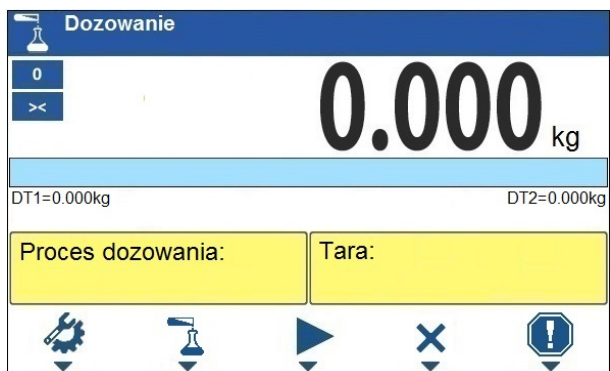 Dozowanie
0
><
0.000 kg
DT1=0.000kg DT2=0.000kg
Proces dozowania: Tara: